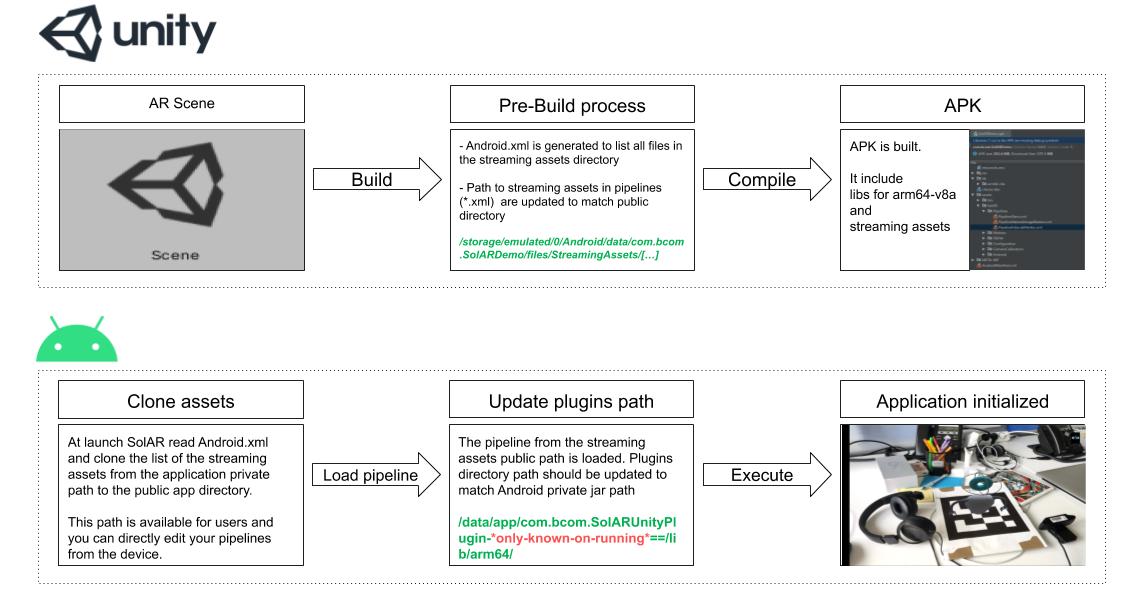 unity
AR Scene
Pre-Build process
APK
Scene
Build
- Android.xml is generated to list all files in
the streaming assets directory
- Path to streaming assets in pipelines
(*.xml) are updated to match public
directory
/storage/emulated/0/Android/data/com.bcom
.SolARDemo/files/StreamingAssets/[...]
Compile
APK is built.
It include
libs for arm64-v8a
and
streaming assets
Clone assets
Update plugins path
Application initialized
At launch SolAR read Android.xml
and clone the list of the streaming
assets from the application private
path to the public app directory.
This path is available for users and
you can directly edit your pipelines
from the device.
Load pipeline
The pipeline from the streaming
assets public path is loaded. Plugins
directory path should be updated to
match Android private jar path
/data/app/com.bcom.SolARUnityPl
ugin-*only-known-on-running*==/li
b/arm64/
Execute